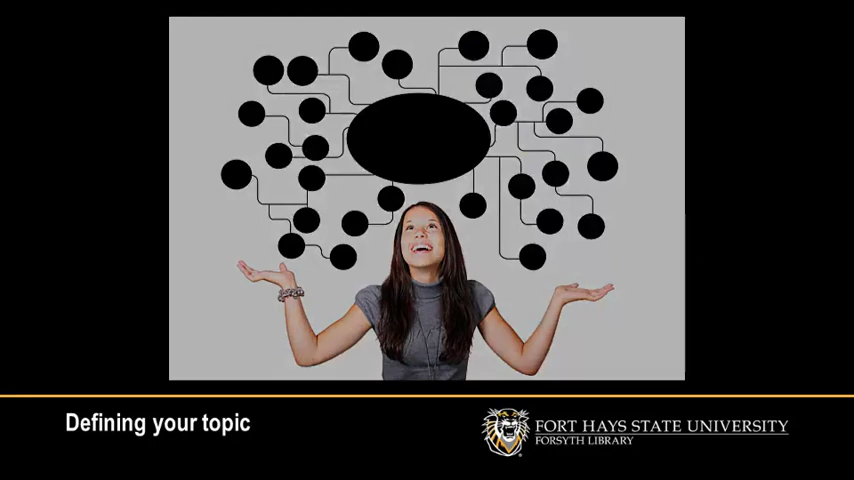 Defining your topic
FORT HAYS STATE UNIVERSITY
FORSYTH LIBRARY